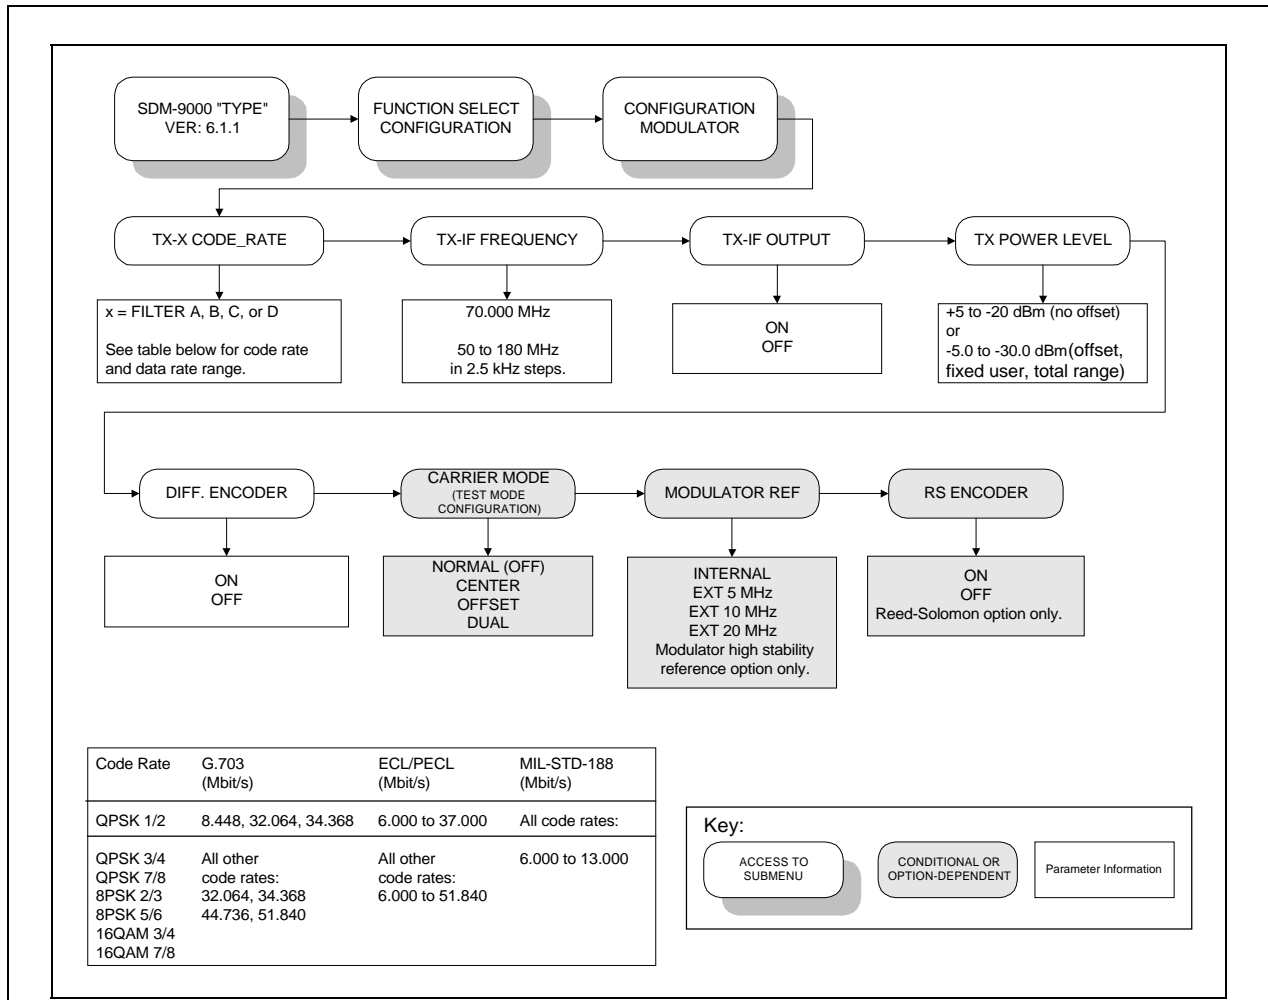 SDM-9000 "TYPE"
VER: 6.1.1
FUNCTION SELECT
CONFIGURATION
CONFIGURATION
MODULATOR
TX-X CODE_RATE
TX-IF FREQUENCY
TX-IF OUTPUT
TX POWER LEVEL
x = FILTER A, B, C, or D
See table below for code rate
and data rate range.
70.000 MHz
50 to 180 MHz
in 2.5 kHz steps.
ON
OFF
+5 to -20 dBm (no offset)
or
-5.0 to -30.0 dBm(offset,
fixed user, total range)
DIFF. ENCODER
CARRIER MODE
(TEST MODE
CONFIGURATION)
MODULATOR REF
RS ENCODER
ON
OFF
NORMAL (OFF)
CENTER
OFFSET
DUAL
INTERNAL
EXT 5 MHz
EXT 10 MHz
EXT 20 MHz
Modulator high stability
reference option only.
ON
OFF
Reed-Solomon option only.
Code Rate G.703 ECL/PECL MIL-STD-188
(Mbit/s) (Mbit/s) (Mbit/s)
QPSK 1/2 8.448, 32.064, 34.368 6.000 to 37.000 All code rates:
QPSK 3/4 All other All other 6.000 to 13.000
QPSK 7/8 code rates: code rates:
8PSK 2/3 32.064, 34.368 6.000 to 51.840
8PSK 5/6 44.736, 51.840
16QAM 3/4
16QAM 7/8
Key:
ACCESS TO
SUBMENU
CONDITIONAL OR
OPTION-DEPENDENT
Parameter Information